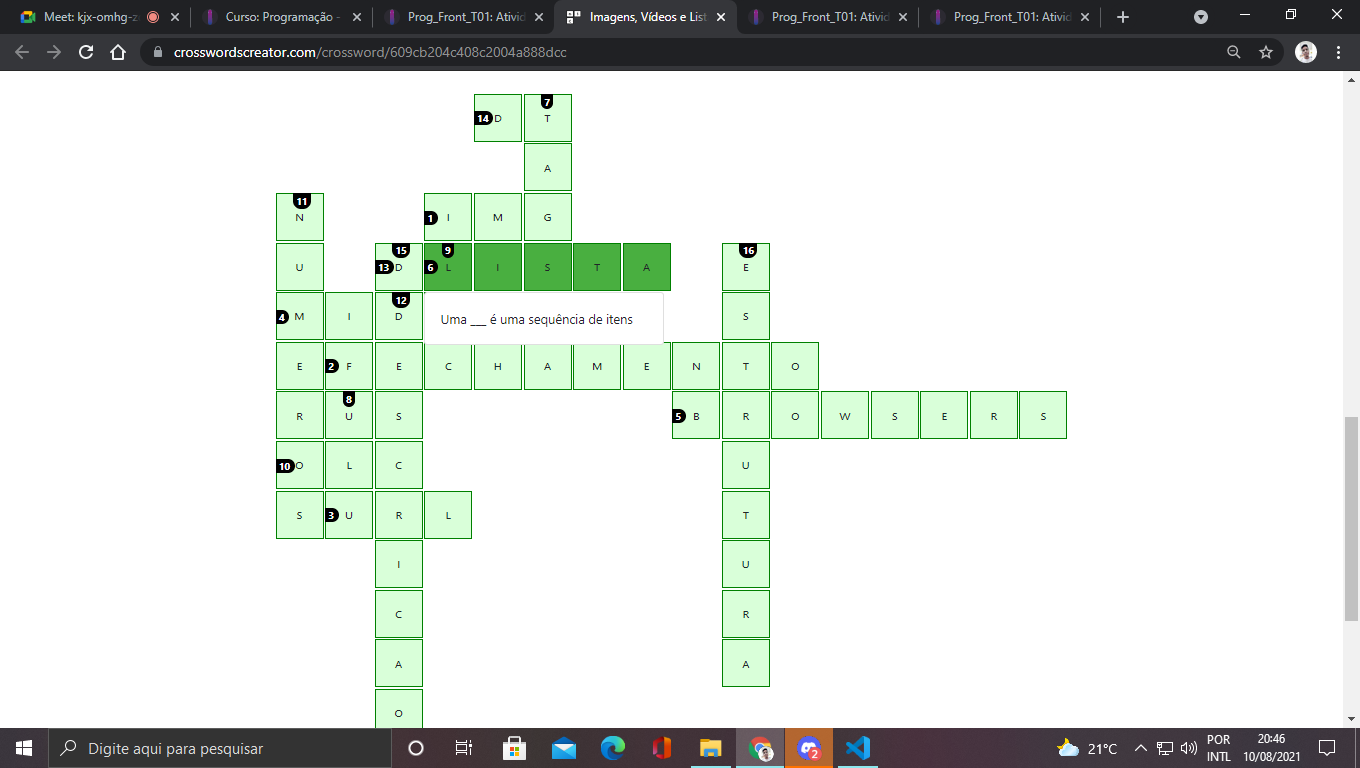 Meet: kjx-omhg-z
Curso: Programação -
Prog_Front_T01: Ativid
Imagens, Vídeos e List
Prog_Front_T01: Ativid
Prog_Front_T01: Ativid
crosswordscreator.com/crossword/609cb204c408c2004a888dcc
14 D 7 T
A
11 N 1 I M G
U 15 13 D 9 6 L I S T A 16 E
4 M I 12 D S
Uma ___ é uma sequência de itens
E 2 F E C H A M E N T O
R 8 U S 5 B R O W S E R S
10 O L C U
S 3 U R L T
I U
C R
A A
O
Digite aqui para pesquisar
2
21°C
POR
INTL
20:46
10/08/2021